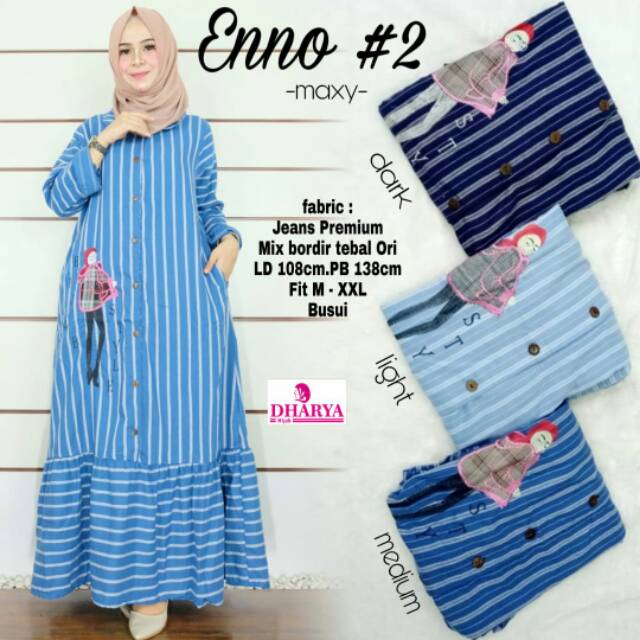 Enno #2
-maxy-
fabric :
Jeans Premium
Mix bordir tebal Ori
LD 108cm.PB 138cm
Fit M - XXL
Busui
DHARYA
Hijab
dark
light
medium
S T Y
S T Y
S T Y